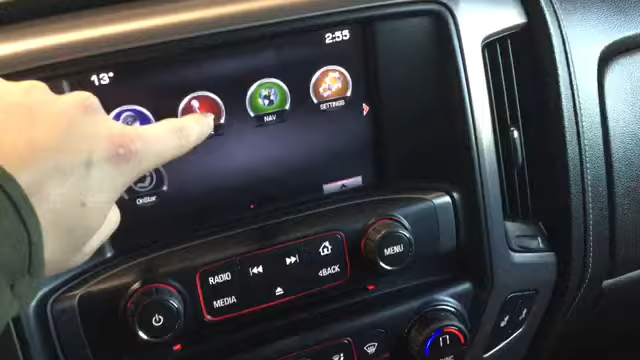 13°
2:55
NAV
SETTINGS
OnStar
RADIO
MEDIA
<BACK
MENU